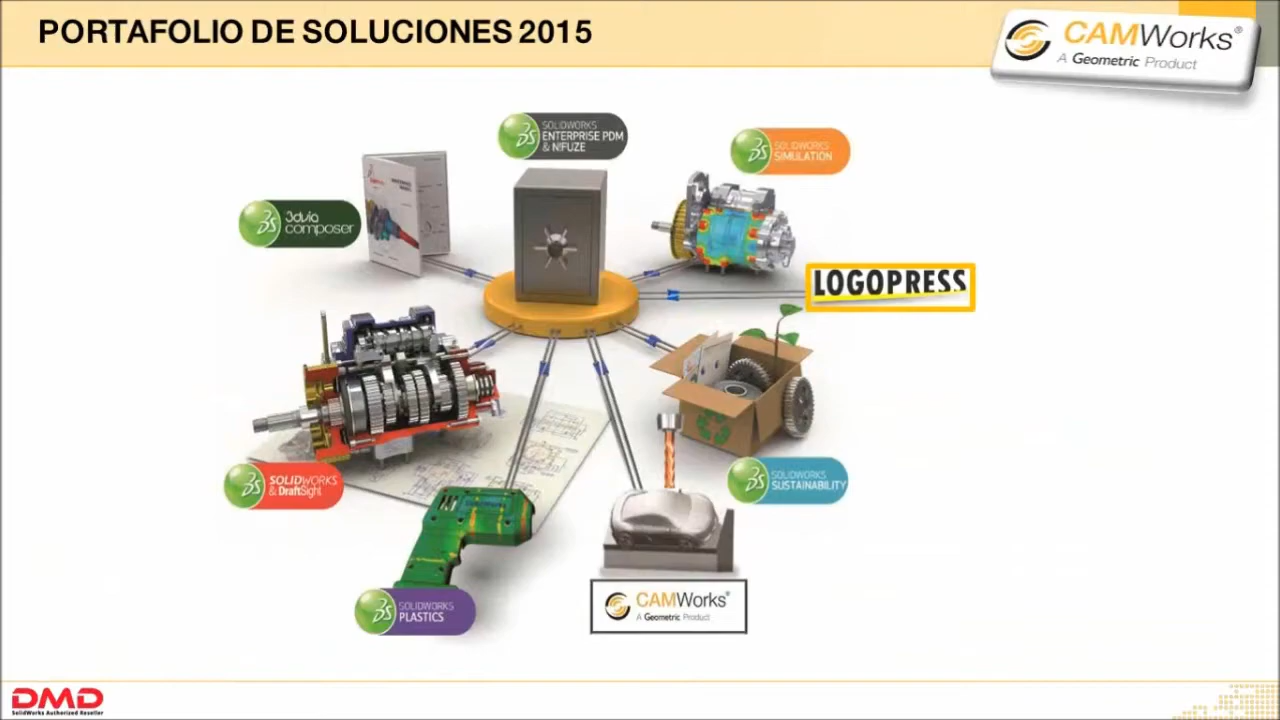 PORTAFOLIO DE SOLUCIONES 2015
CAMWorks®
A Geometric Product
SOLIDWORKS
ENTERPRISE PDM
& N!FUZE
SOLIDWORKS
SIMULATION
3dvia
composer
LOGOPRESS
SOLIDWORKS
& DraftSight
SOLIDWORKS
SUSTAINABILITY
SOLIDWORKS
PLASTICS
CAMWorks®
A Geometric Product
DMD
SolidWorks Authorized Reseller